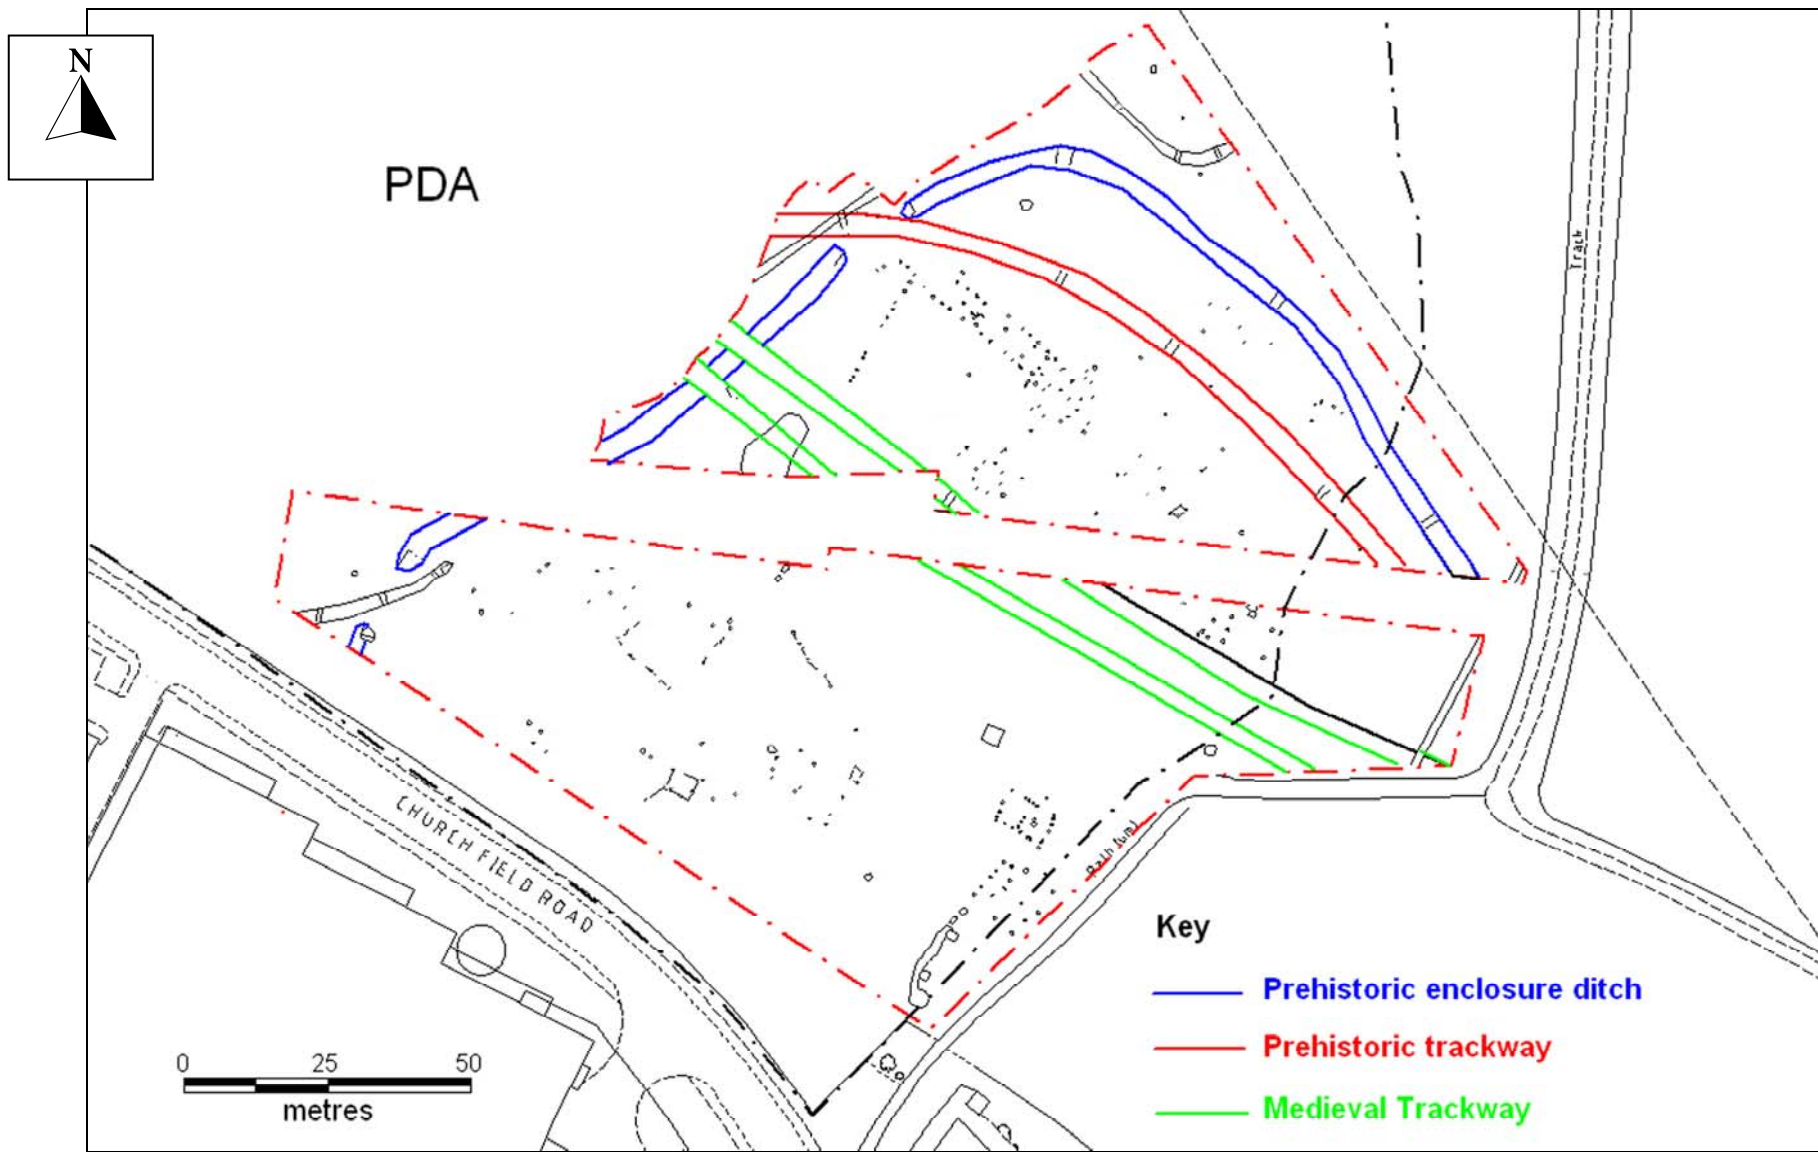 N
PDA
Track
CHURCH FIELD ROAD
Path (um)
Key
Prehistoric enclosure ditch
Prehistoric trackway
Medieval Trackway
0 25 50
metres